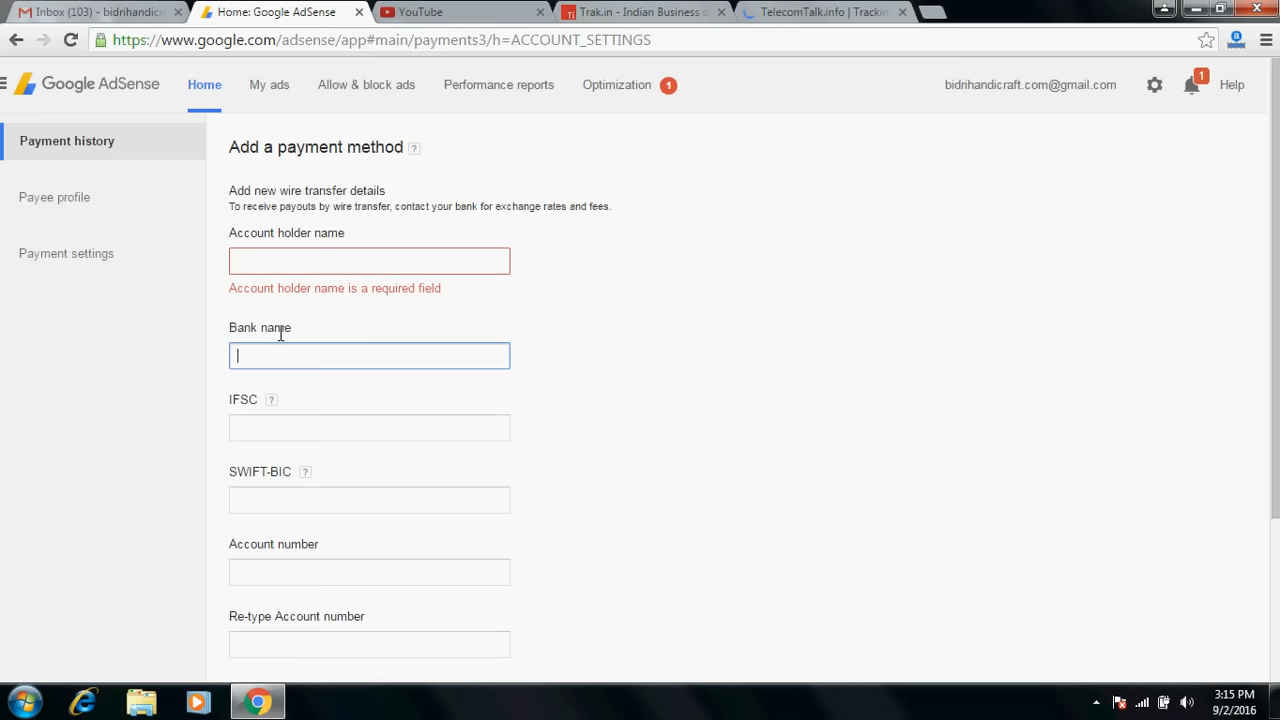 Inbox (103) - bidrihandicr
Home: Google AdSense
YouTube
Trak.in - Indian Business o
TelecomTalk.info | Trackin
https://www.google.com/adsense/app#main/payments3/h=ACCOUNT_SETTINGS
Google AdSense
Home
My ads
Allow & block ads
Performance reports
Optimization
1
bidrihandicraft.com@gmail.com
1
Help
Payment history
Payee profile
Payment settings
Add a payment method ?
Add new wire transfer details
To receive payouts by wire transfer, contact your bank for exchange rates and fees.
Account holder name
Account holder name is a required field
Bank name
IFSC ?
SWIFT-BIC ?
Account number
Re-type Account number
3:15 PM
9/2/2016